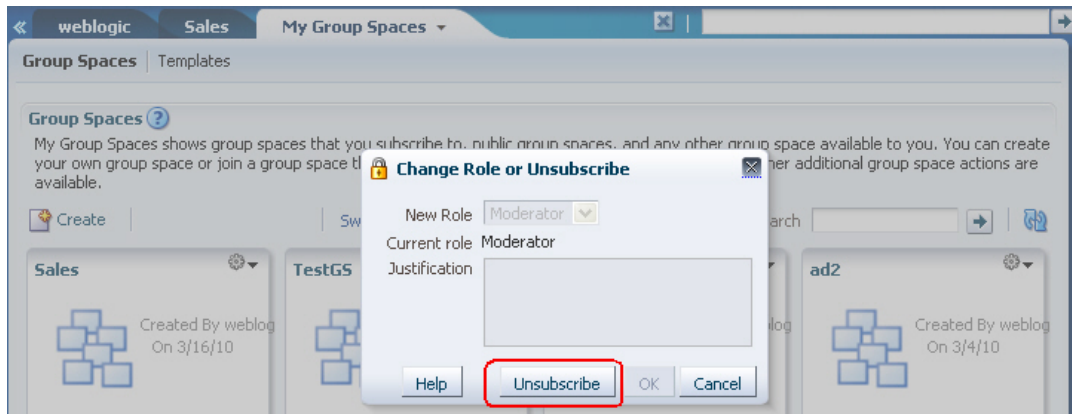 « weblogic Sales My Group Spaces
Group Spaces Templates
Group Spaces ?
My Group Spaces shows group spaces that you subscribe to, public group spaces, and any other group space available to you. You can create
your own group space or join a group space her additional group space actions are
available.
Change Role or Unsubscribe
New Role Moderator
Current role Moderator
Justification
Help Unsubscribe OK Cancel
Create Sw arch
Sales TestGS ad2
Created By weblog log Created By weblog
On 3/16/10 On 3/4/10